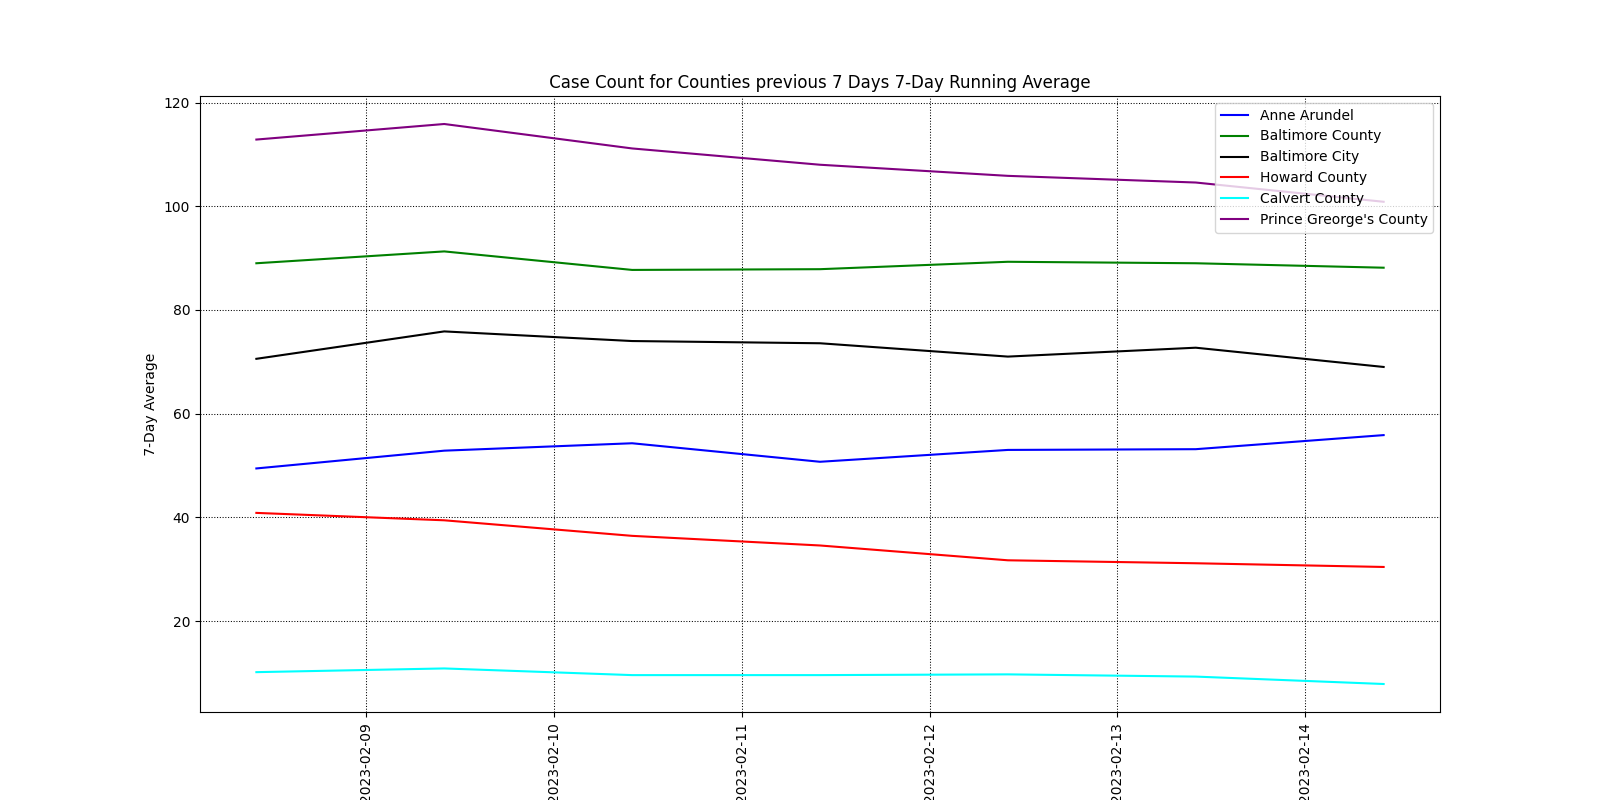 Case Count for Counties previous 7 Days 7-Day Running Average
120
100
80
60
40
20
7-Day Average
Anne Arundel
Baltimore County
Baltimore City
Howard County
Calvert County
Prince Greorge's County
2023-02-09
2023-02-10
2023-02-11
2023-02-12
2023-02-13
2023-02-14